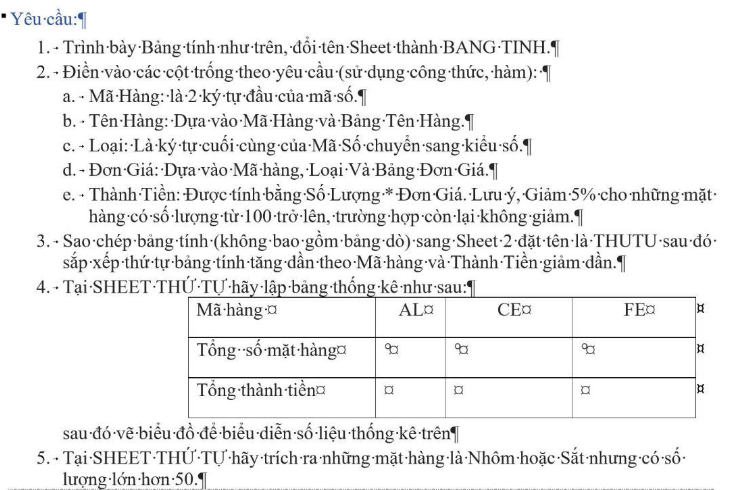 Yêu cầu:
1. Trình bày Bảng tính như trên, đổi tên Sheet thành BANG TINH.
2. Điền vào các cột trống theo yêu cầu (sử dụng công thức, hàm):
a. Mã Hàng: là 2 ký tự đầu của mã số.
b. Tên Hàng: Dựa vào Mã Hàng và Bảng Tên Hàng.
c. Loại: Là ký tự cuối cùng của Mã Số chuyển sang kiểu số.
d. Đơn Giá: Dựa vào Mã hàng, Loại Và Bảng Đơn Giá.
e. Thành Tiền: Được tính bằng Số Lượng * Đơn Giá. Lưu ý, Giảm 5% cho những mặt
hàng có số lượng từ 100 trở lên, trường hợp còn lại không giảm.
3. Sao chép bảng tính (không bao gồm bảng dò) sang Sheet 2 đặt tên là THUTU sau đó
sắp xếp thứ tự bảng tính tăng dần theo Mã hàng và Thành Tiền giảm dần.
4. Tại SHEET THỨ TỰ hãy lập bảng thống kê như sau:
Mã hàng AL CE FE
Tổng số mặt hàng
Tổng thành tiền
sau đó vẽ biểu đồ để biểu diễn số liệu thống kê trên
5. Tại SHEET THỨ TỰ hãy trích ra những mặt hàng là Nhôm hoặc Sắt nhưng có số
lượng lớn hơn 50.